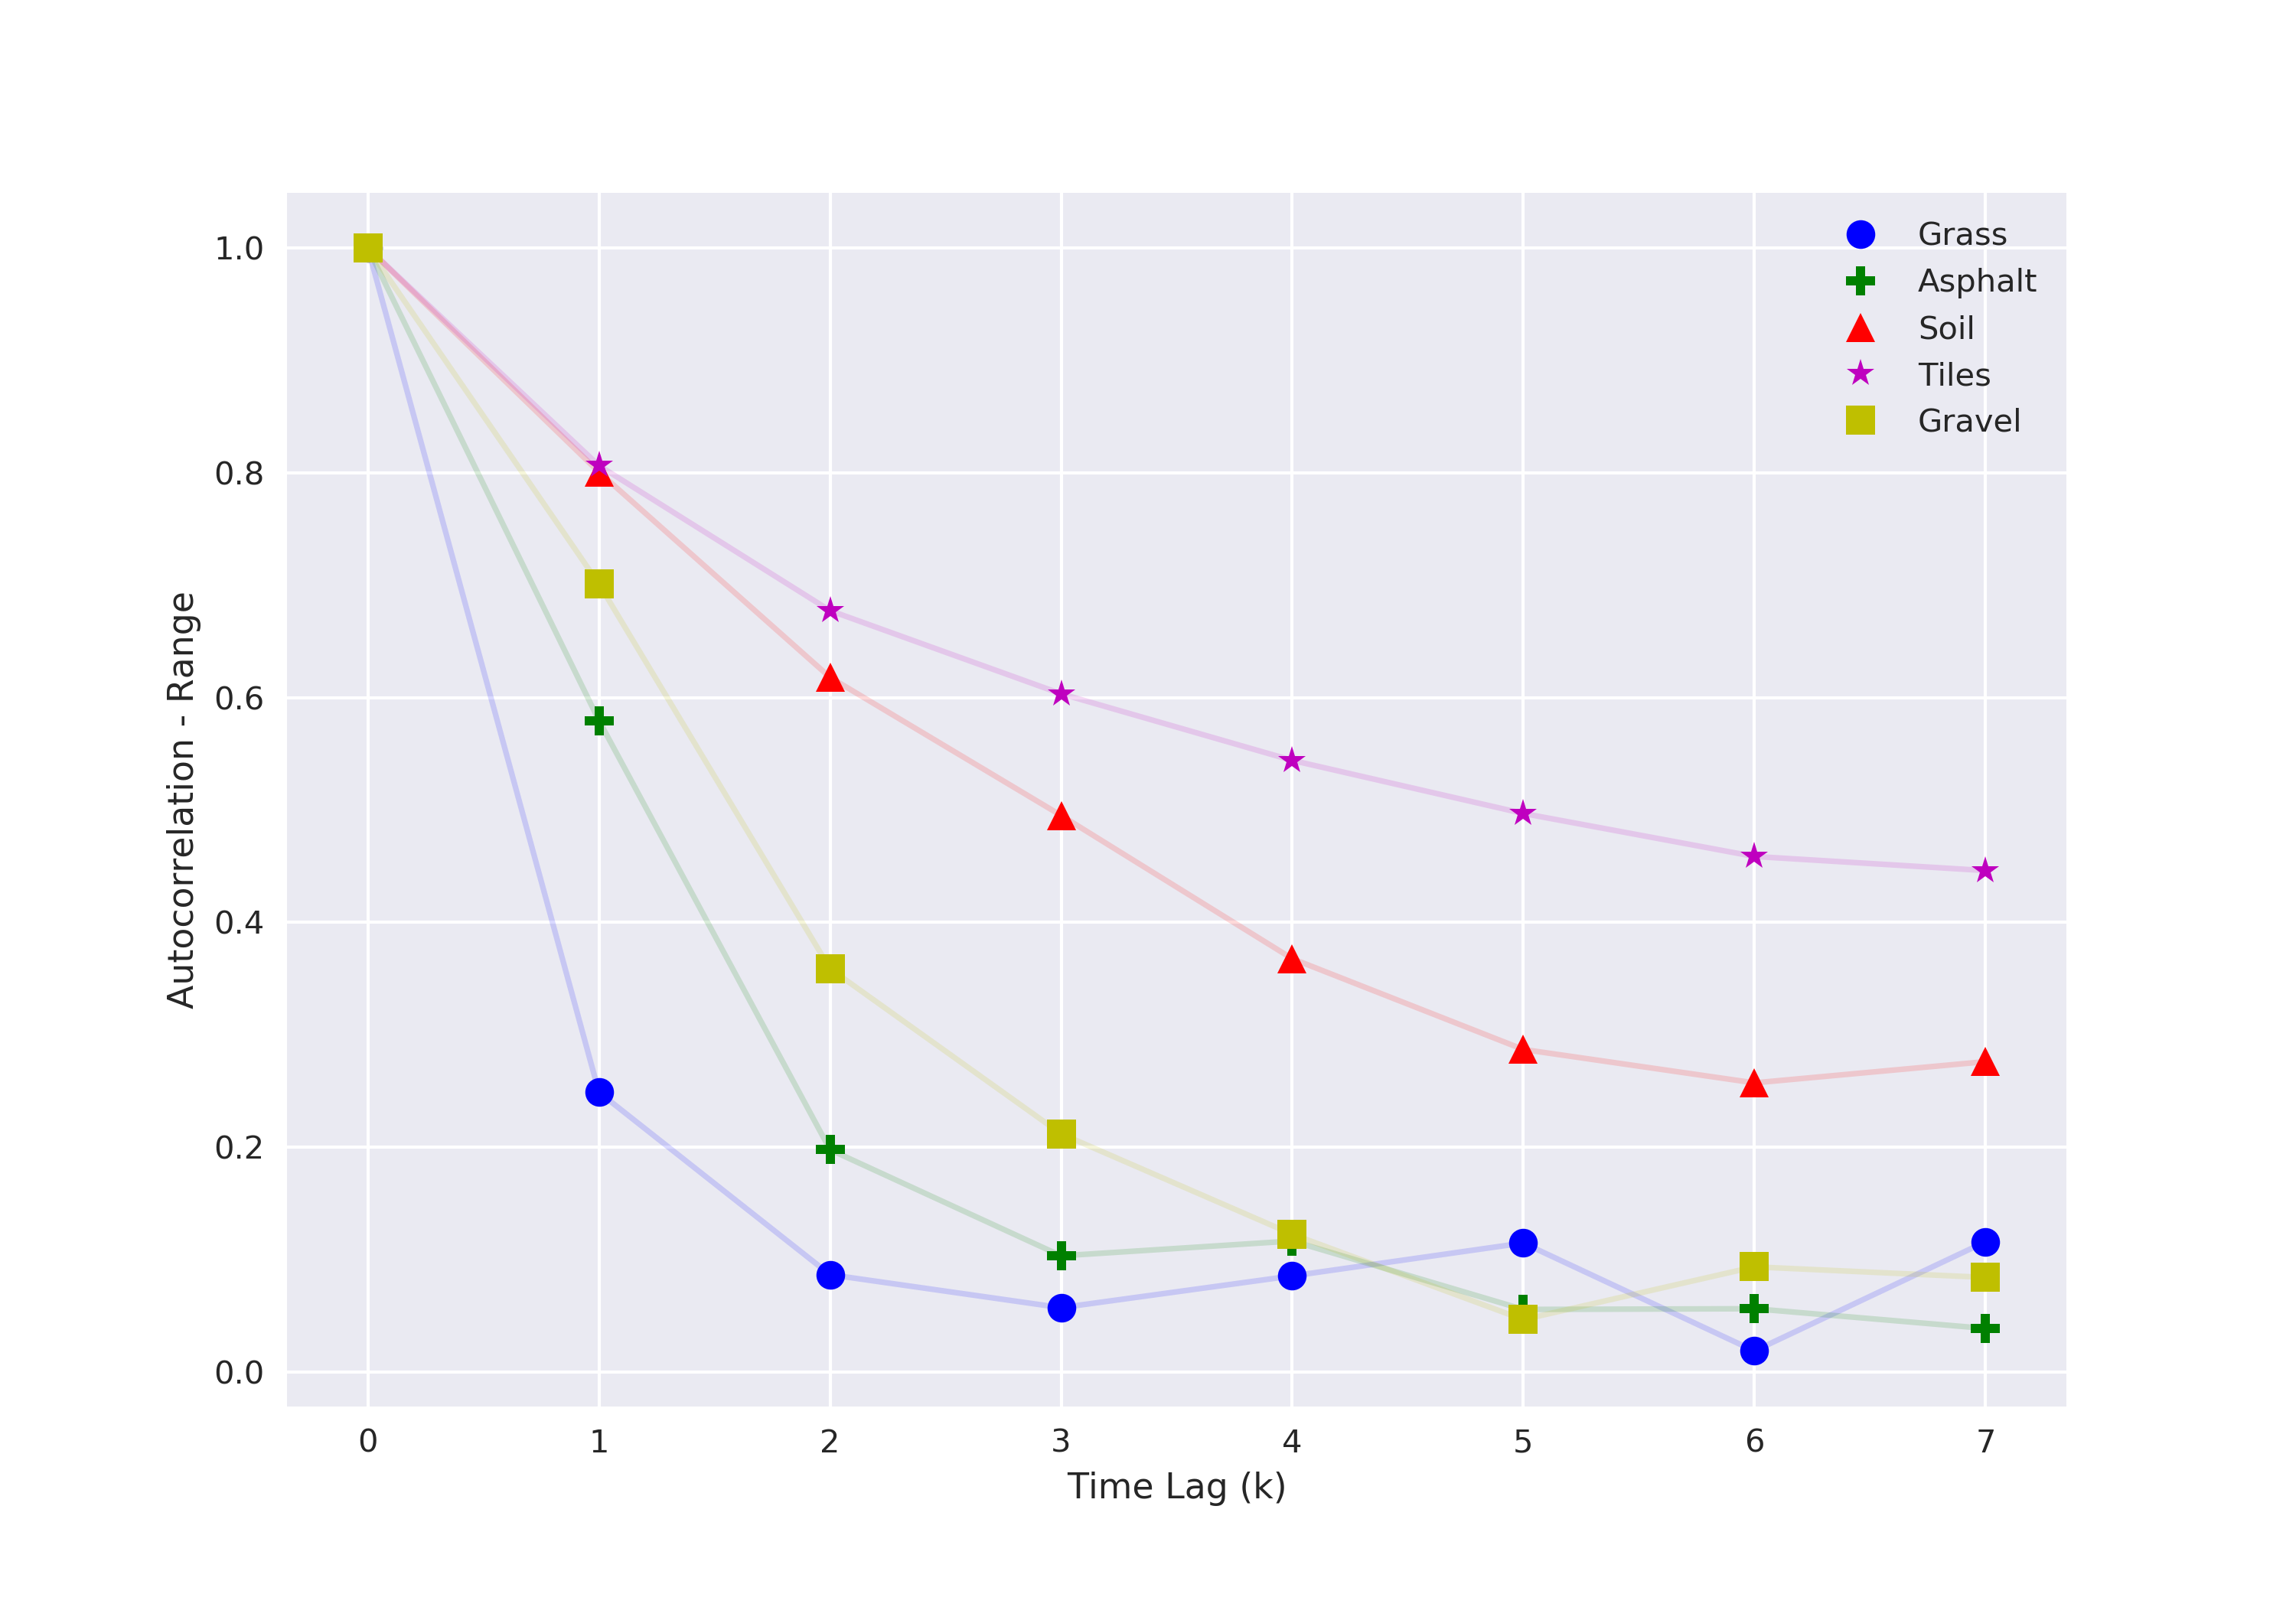 Autocorrelation - Range
1.0
0.8
0.6
0.4
0.2
0.0
Grass
Asphalt
Soil
Tiles
Gravel
0 1 2 3 4 5 6 7
Time Lag (k)